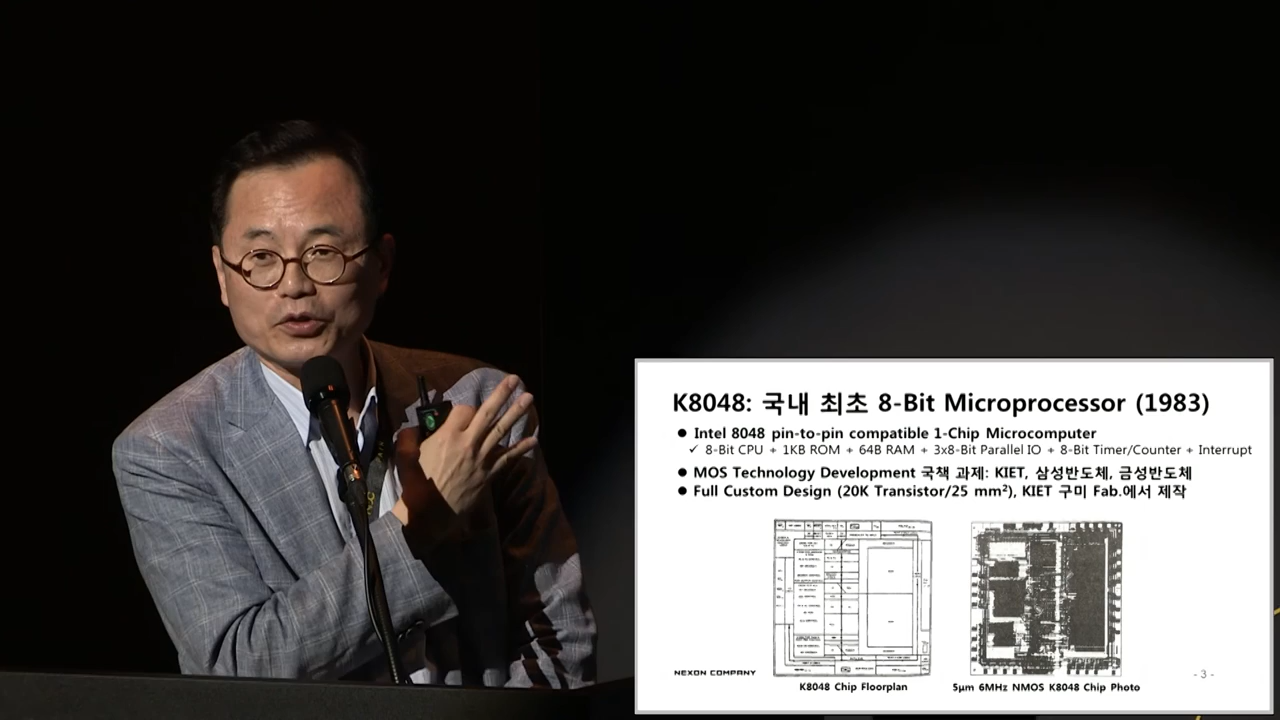 K8048: 국내 최초 8-Bit Microprocessor (1983)
● Intel 8048 pin-to-pin compatible 1-Chip Microcomputer
✓ 8-Bit CPU + 1KB ROM + 64B RAM + 3x8-Bit Parallel IO + 8-Bit Timer/Counter + Interrupt
● MOS Technology Development 국책 과제: KIET, 삼성반도체, 금성반도체
● Full Custom Design (20K Transistor/25 mm²), KIET 구미 Fab.에서 제작
NEXON COMPANY
K8048 Chip Floorplan
5μm 6MHz NMOS K8048 Chip Photo
- 3 -